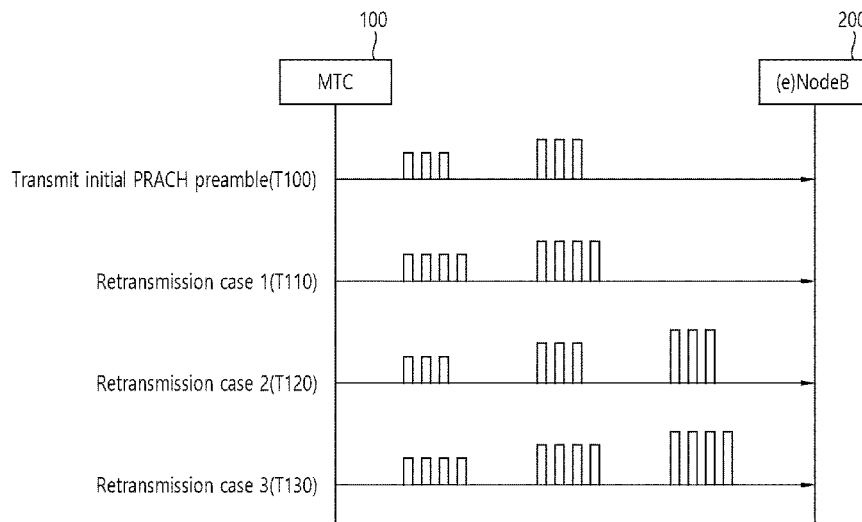 100
200
MTC
(e)NodeB
Transmit initial PRACH preamble(T100)
Retransmission case 1(T110)
Retransmission case 2(T120)
Retransmission case 3(T130)